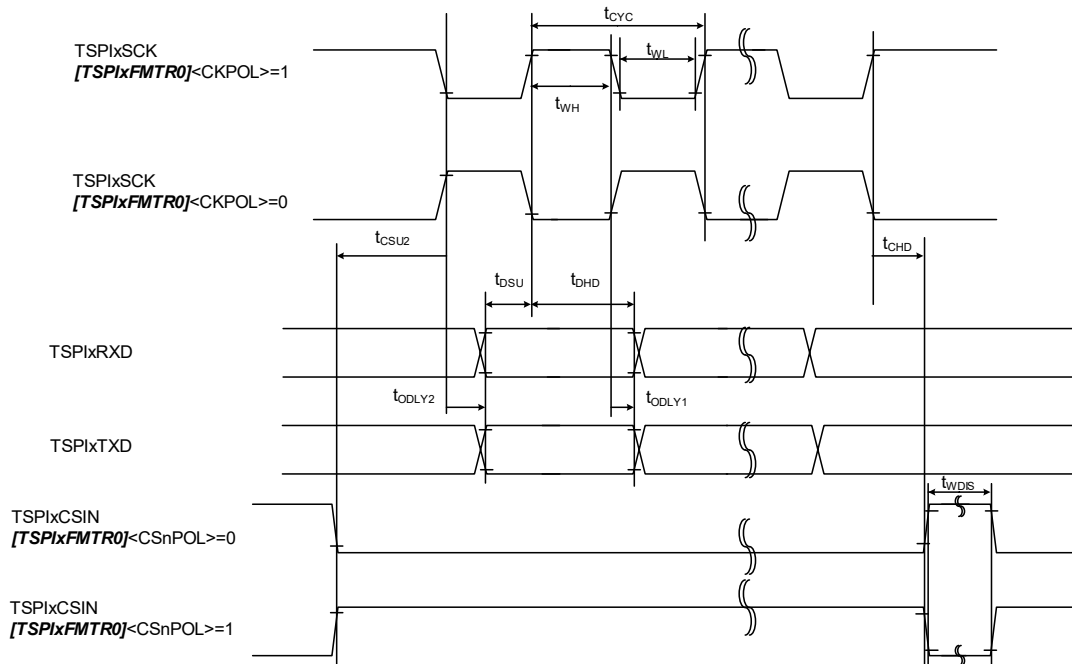 tCYC
TSPIxSCK
[TSPIxFMTR0]<CKPOL>=1
tWL
tWH
TSPIxSCK
[TSPIxFMTR0]<CKPOL>=0
tCSU2
tCHD
tDSU
tDHD
TSPIxRXD
tODLY2
tODLY1
TSPIxTXD
tWDIS
TSPIxCSIN
[TSPIxFMTR0]<CSnPOL>=0
TSPIxCSIN
[TSPIxFMTR0]<CSnPOL>=1